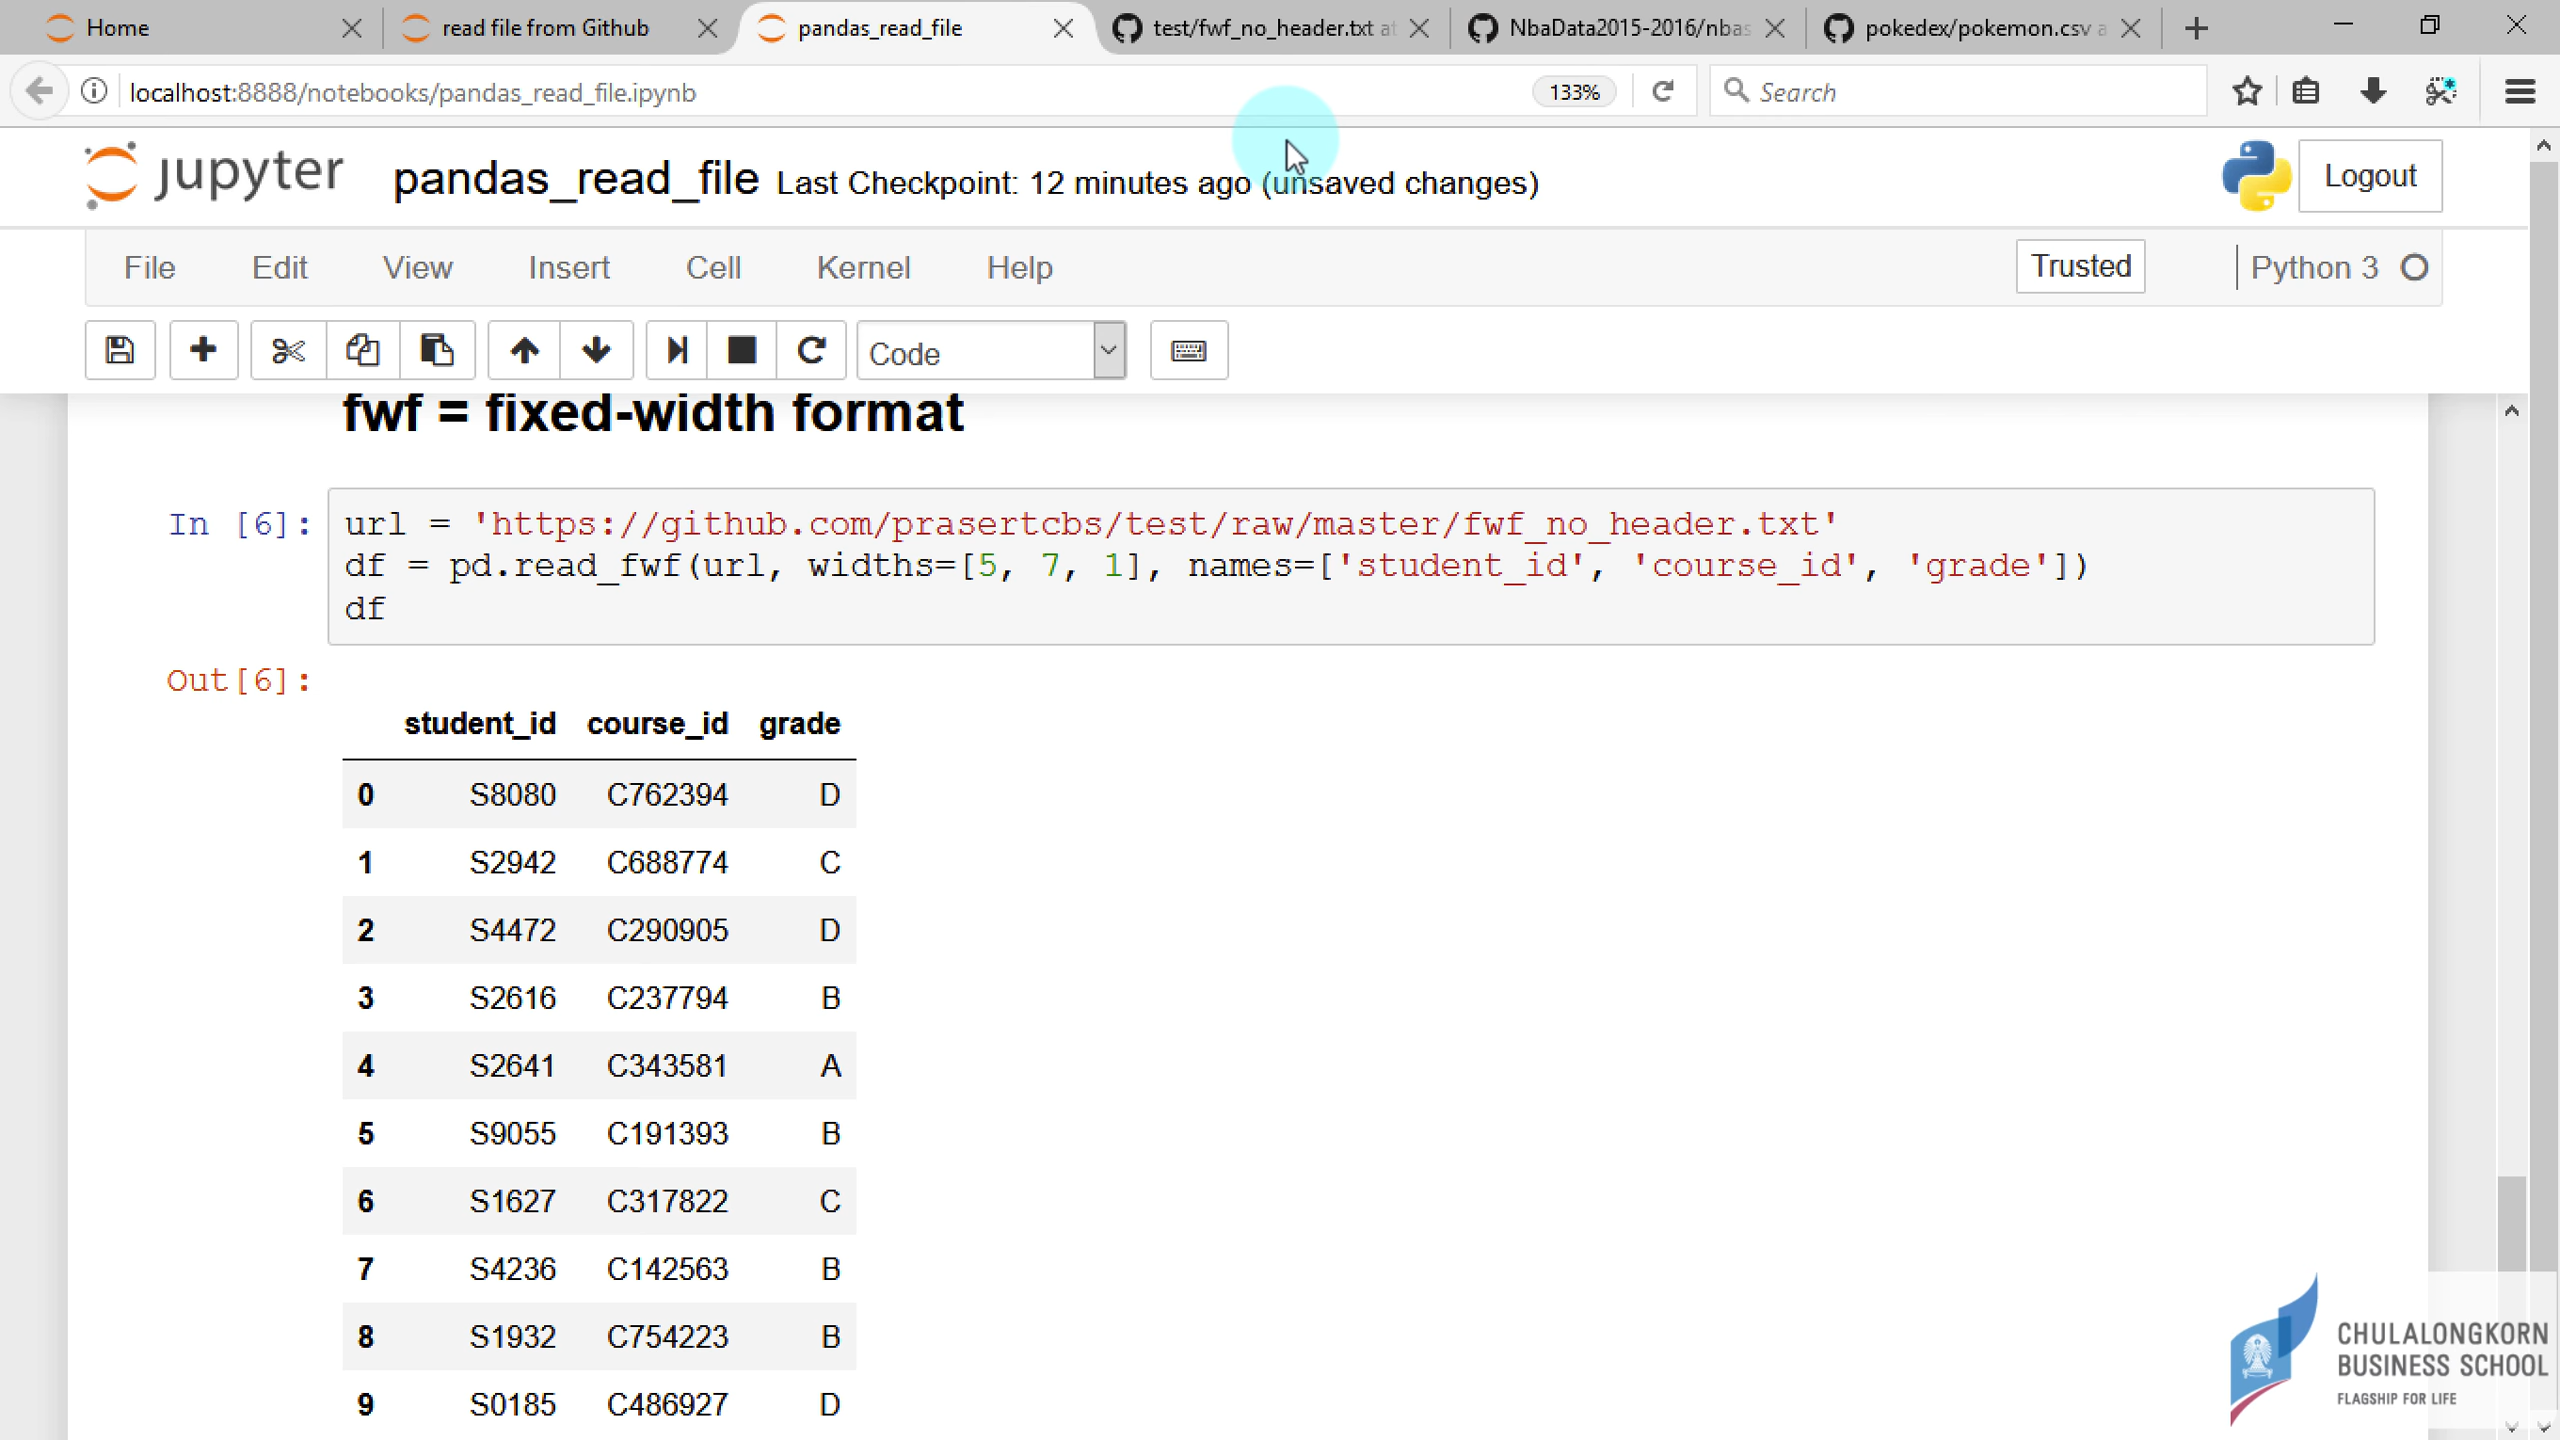 Home
read file from Github
pandas_read_file
test/fwf_no_header.txt at
NbaData2015-2016/nbas
pokedex/pokemon.csv a
localhost:8888/notebooks/pandas_read_file.ipynb
133%
Search
jupyter
pandas_read_file Last Checkpoint: 12 minutes ago (unsaved changes)
Logout
File Edit View Insert Cell Kernel Help
Trusted
Python 3
Code
fwf = fixed-width format
In [6]:
url = 'https://github.com/prasertcbs/test/raw/master/fwf_no_header.txt'
df = pd.read_fwf(url, widths=[5, 7, 1], names=['student_id', 'course_id', 'grade'])
df
Out[6]:
student_id course_id grade
0 S8080 C762394 D
1 S2942 C688774 C
2 S4472 C290905 D
3 S2616 C237794 B
4 S2641 C343581 A
5 S9055 C191393 B
6 S1627 C317822 C
7 S4236 C142563 B
8 S1932 C754223 B
9 S0185 C486927 D
CHULALONGKORN
BUSINESS SCHOOL
FLAGSHIP FOR LIFE